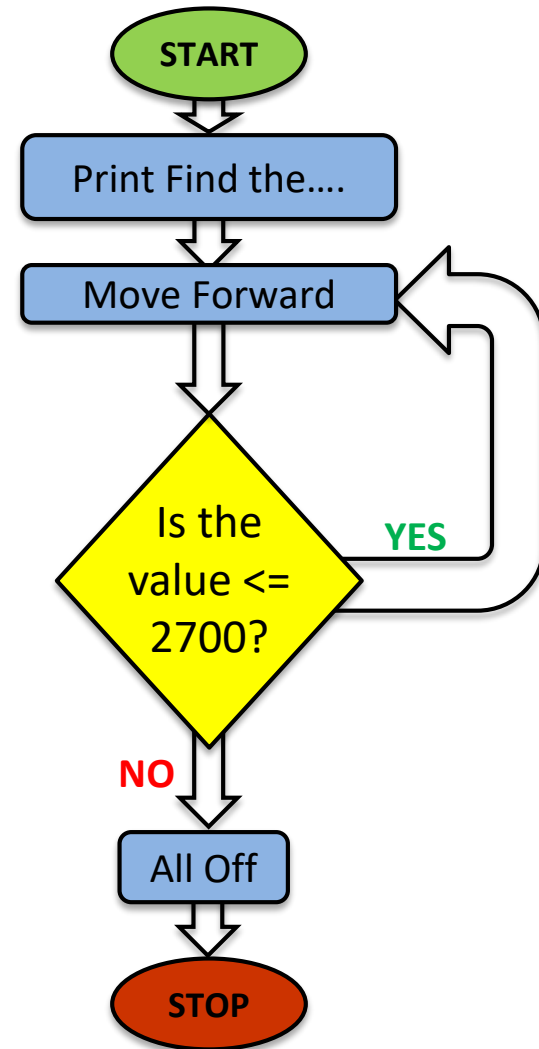 START
Print Find the....
Move Forward
Is the
value <=
2700?
YES
NO
All Off
STOP